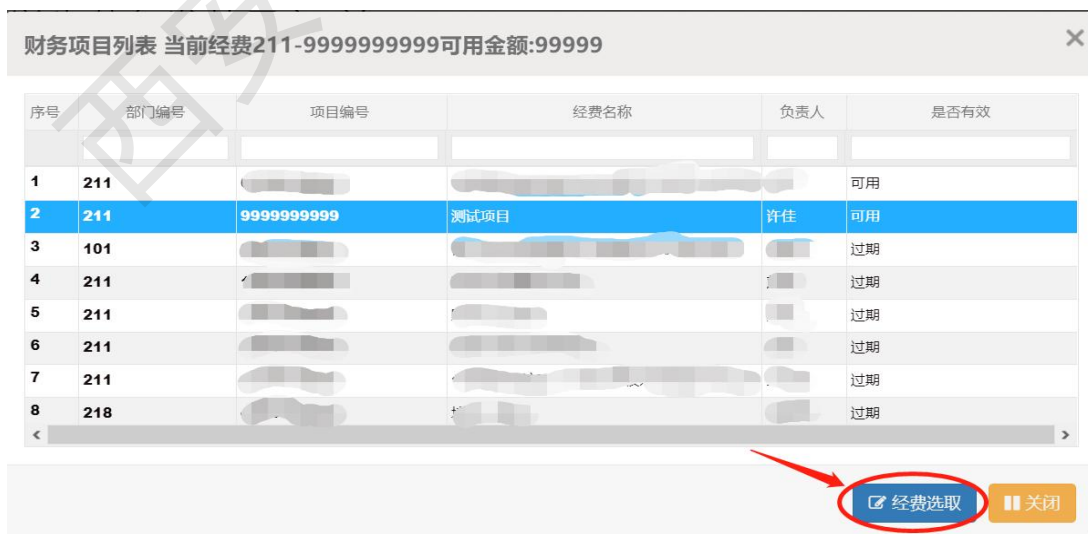 财务项目列表 当前经费211-9999999999可用金额:99999
序号 部门编号 项目编号 经费名称 负责人 是否有效
1 211 可用
2 211 9999999999 测试项目 许佳 可用
3 101 过期
4 211 过期
5 211 过期
6 211 过期
7 211 过期
8 218 过期
经费选取 关闭
西安